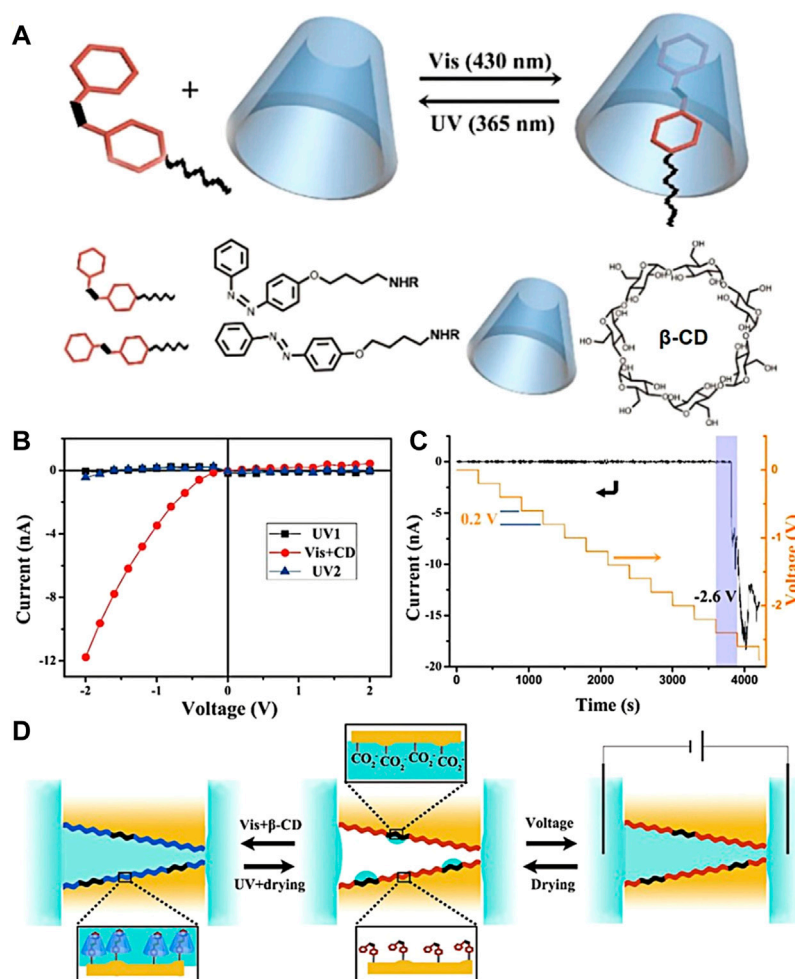 A
+
Vis (430 nm)
UV (365 nm)
N=N
O
NHR
N=N
O
NHR
β-CD
OH
HO
O
B
Current (nA)
0
-4
-8
-12
UV1
Vis+CD
UV2
-2
-1
0
1
2
Voltage (V)
C
Current (nA)
0
-5
-10
-15
-20
0.2 V
-2.6 V
0
-1
-2
Voltage (V)
0
1000
2000
3000
4000
Time (s)
D
CO₂⁻ CO₂⁻ CO₂⁻ CO₂⁻
Vis+β-CD
UV+drying
Voltage
Drying